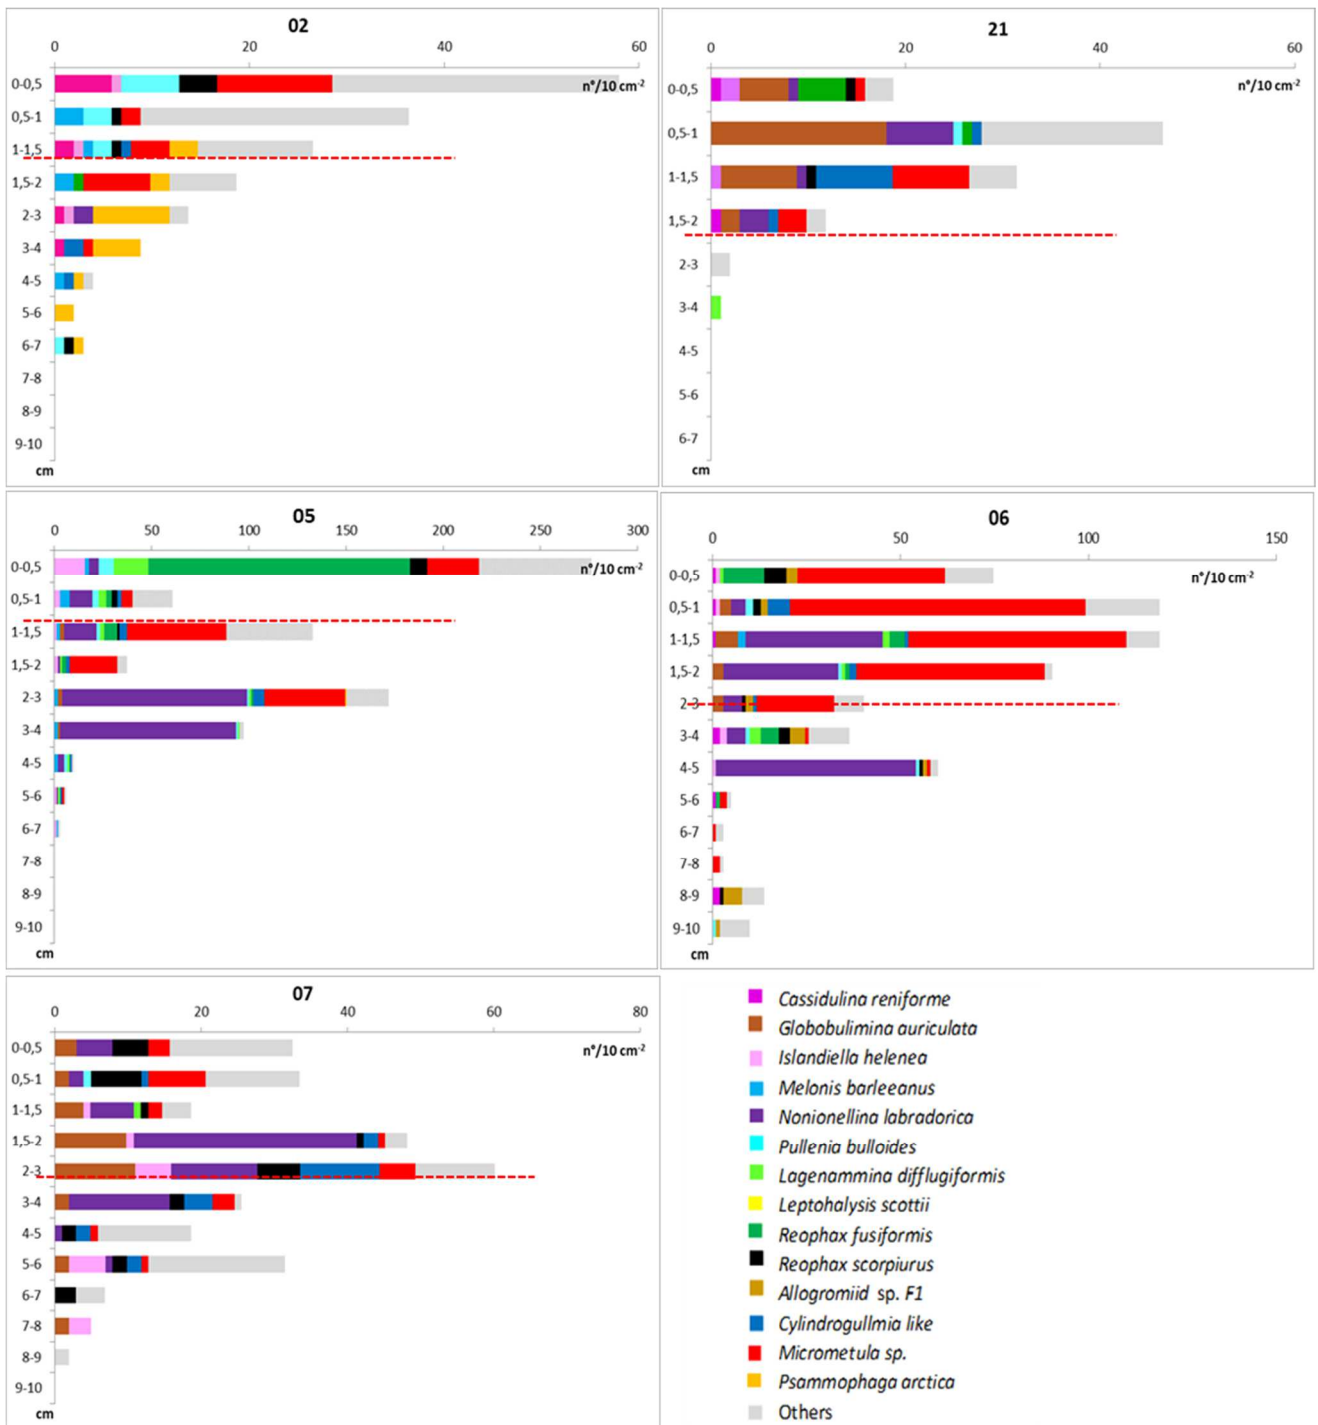 02
0 20 40 60
n°/10 cm-2
0-0,5
0,5-1
1-1,5
1,5-2
2-3
3-4
4-5
5-6
6-7
7-8
8-9
9-10
cm
21
0 20 40 60
n°/10 cm-2
0-0,5
0,5-1
1-1,5
1,5-2
2-3
3-4
4-5
5-6
6-7
cm
05
0 50 100 150 200 250 300
n°/10 cm-2
0-0,5
0,5-1
1-1,5
1,5-2
2-3
3-4
4-5
5-6
6-7
7-8
8-9
9-10
cm
06
0 50 100 150
n°/10 cm-2
0-0,5
0,5-1
1-1,5
1,5-2
2-3
3-4
4-5
5-6
6-7
7-8
8-9
9-10
cm
07
0 20 40 60 80
n°/10 cm-2
0-0,5
0,5-1
1-1,5
1,5-2
2-3
3-4
4-5
5-6
6-7
7-8
8-9
9-10
cm
Cassidulina reniforme
Globobulimina auriculata
Islandiella helenea
Melonis barleeanus
Nonionellina labradorica
Pullenia bulloides
Lagenammina difflugiformis
Leptohalysis scottii
Reophax fusiformis
Reophax scorpiurus
Allogromiid sp. F1
Cylindrogullmia like
Micrometula sp.
Psammophaga arctica
Others